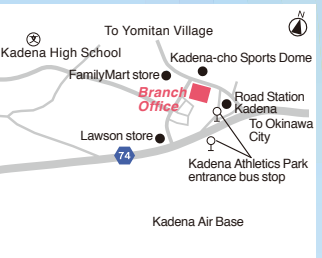 N
To Yomitan Village
文
Kadena High School
Kadena-cho Sports Dome
FamilyMart store
Branch
Office
Road Station
Kadena
To Okinawa
City
Lawson store
74
Kadena Athletics Park
entrance bus stop
Kadena Air Base